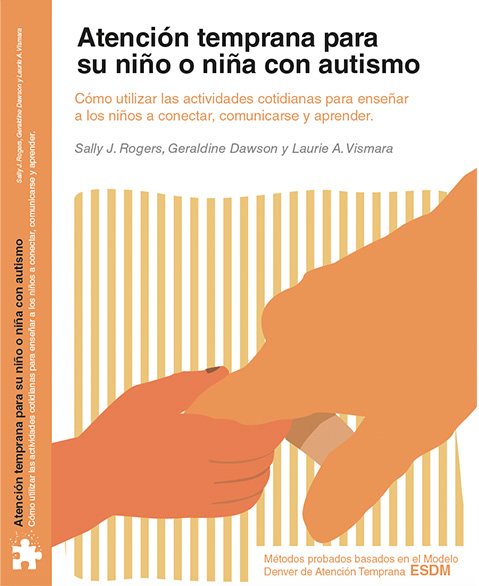 Atención temprana para
su niño o niña con autismo
Cómo utilizar las actividades cotidianas para enseñar
a los niños a conectar, comunicarse y aprender.
Sally J. Rogers, Geraldine Dawson y Laurie A. Vismara
Métodos probados basados en el Modelo
Denver de Atención Temprana ESDM
Atención temprana para su niño o niña con autismo
Cómo utilizar las actividades cotidianas para enseñar a los niños a conectar, comunicarse y aprender.
Sally J. Rogers, Geraldine Dawson y Laurie A. Vismara